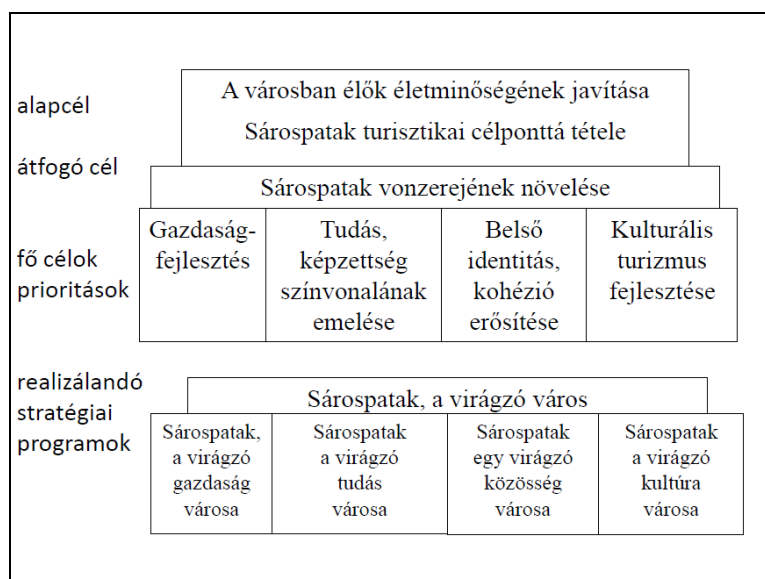 alapcél
A városban élők életminőségének javítása
Sárospatak turisztikai célponttá tétele
átfogó cél
Sárospatak vonzerejének növelése
fő célok
prioritások
Gazdaság-
fejlesztés
Tudás,
képzettség
színvonalának
emelése
Belső
identitás,
kohézió
erősítése
Kulturális
turizmus
fejlesztése
realizálandó
stratégiai
programok
Sárospatak, a virágzó város
Sárospatak,
a virágzó
gazdaság
városa
Sárospatak
a virágzó
tudás
városa
Sárospatak
egy virágzó
közösség
városa
Sárospatak
a virágzó
kultúra
városa